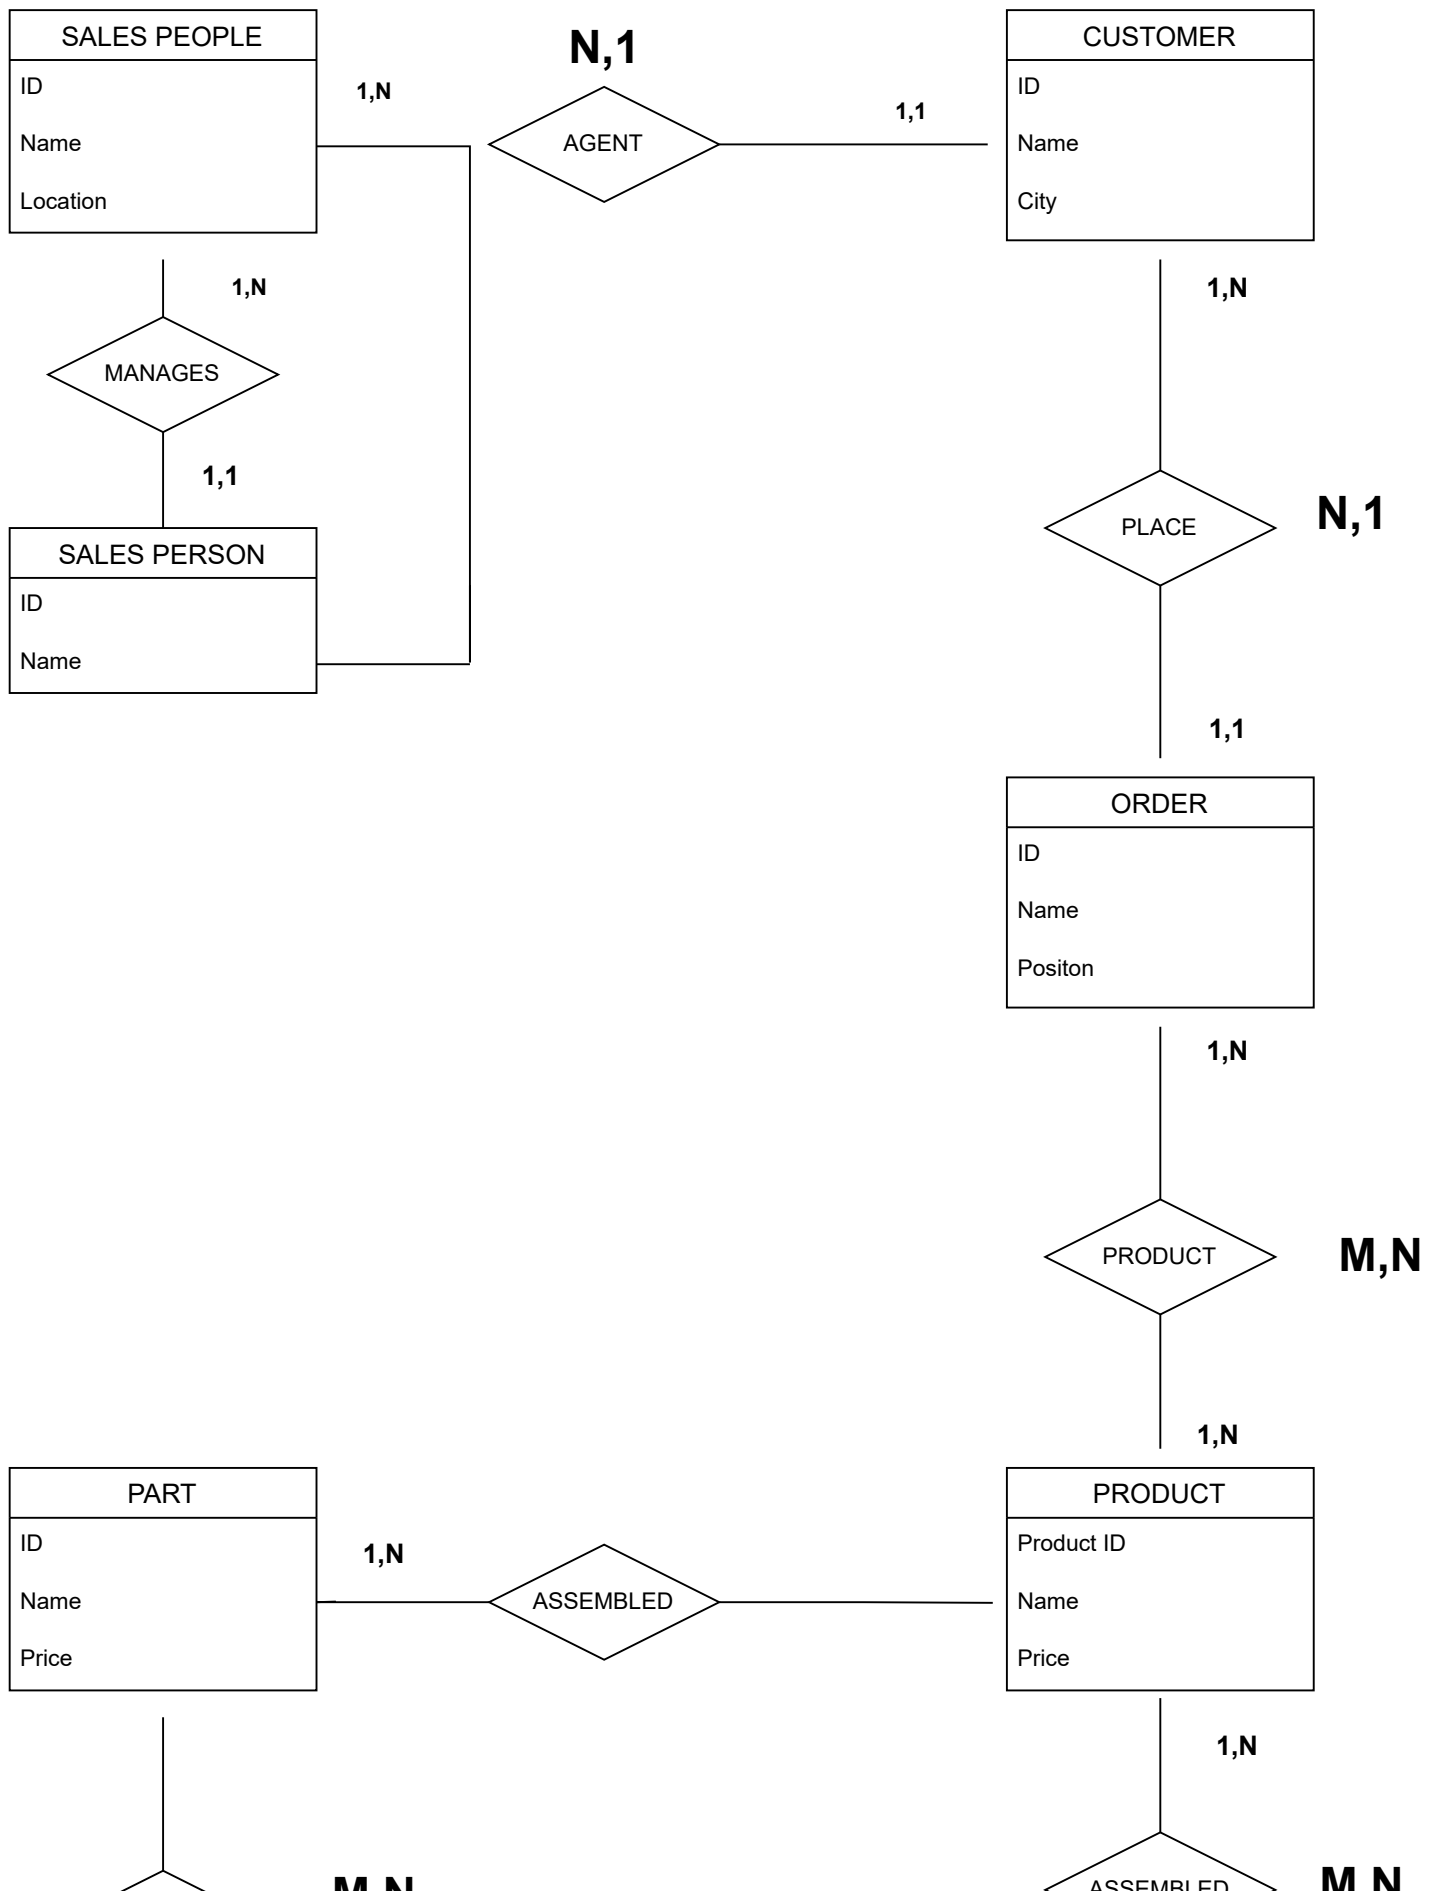 SALES PEOPLE
ID
Name
Location
1,N
N,1
AGENT
1,1
CUSTOMER
ID
Name
City
1,N
MANAGES
1,1
SALES PERSON
ID
Name
1,N
PLACE
N,1
1,1
ORDER
ID
Name
Positon
1,N
PRODUCT
M,N
1,N
PART
ID
Name
Price
1,N
ASSEMBLED
PRODUCT
Product ID
Name
Price
1,N
M,N
ASSEMBLED
M,N